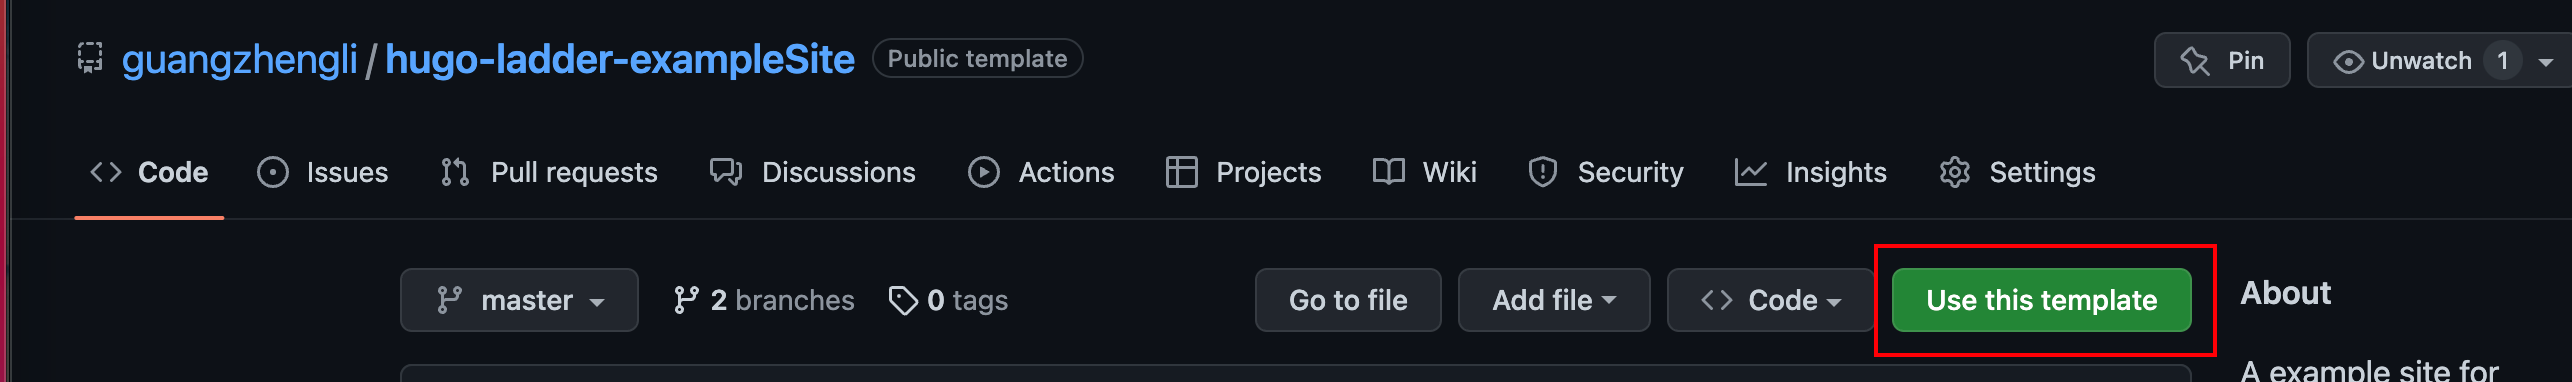 guangzhengli / hugo-ladder-exampleSite Public template Pin Unwatch 1
Code Issues Pull requests Discussions Actions Projects Wiki Security Insights Settings
master 2 branches 0 tags Go to file Add file Code Use this template About
A example site for